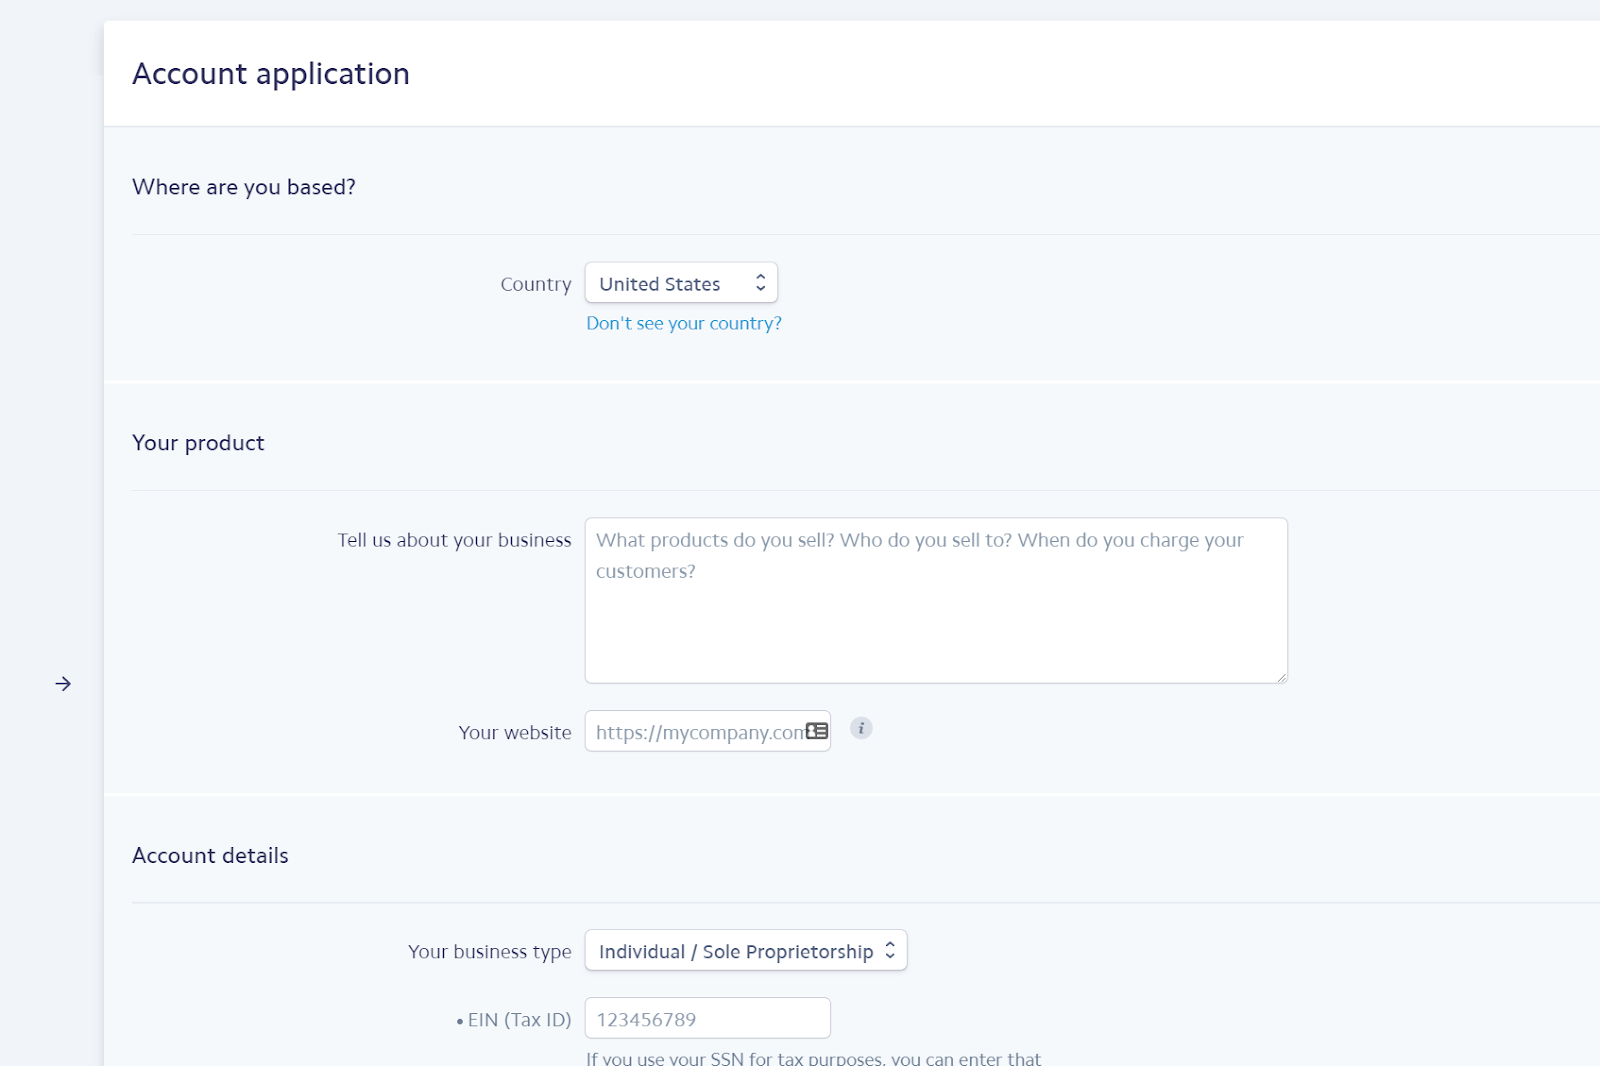 Account application
Where are you based?
Country
United States
Don't see your country?
Your product
Tell us about your business
What products do you sell? Who do you sell to? When do you charge your
customers?
Your website
https://mycompany.com
i
Account details
Your business type
Individual / Sole Proprietorship
• EIN (Tax ID)
123456789
If you use your SSN for tax purposes, you can enter that